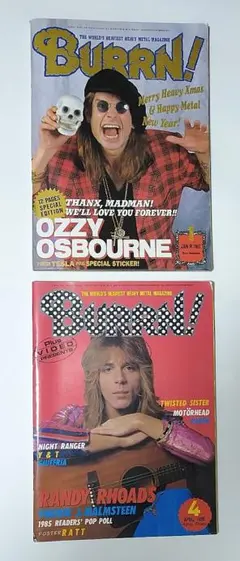 THE WORLD'S HEAVIEST HEAVY METAL MAGAZINE
BURRN!
Merry Heavy Xmas
& Happy Metal
New Year!
12 PAGES
SPECIAL
EDITION
THANX, MADMAN!
WE'LL LOVE YOU FOREVER!!
OZZY
OSBOURNE
TESLA
SPECIAL STICKER!
THE WORLD'S HEAVIEST HEAVY METAL MAGAZINE
BURRN!
Plus
VIDEO
TWISTED SISTER
MOTÖRHEAD
NIGHT RANGER
Y & T
GIUFFRIA
RANDY RHOADS
MALMSTEEN
1985 READERS' POP POLL
POSTER RATT
4